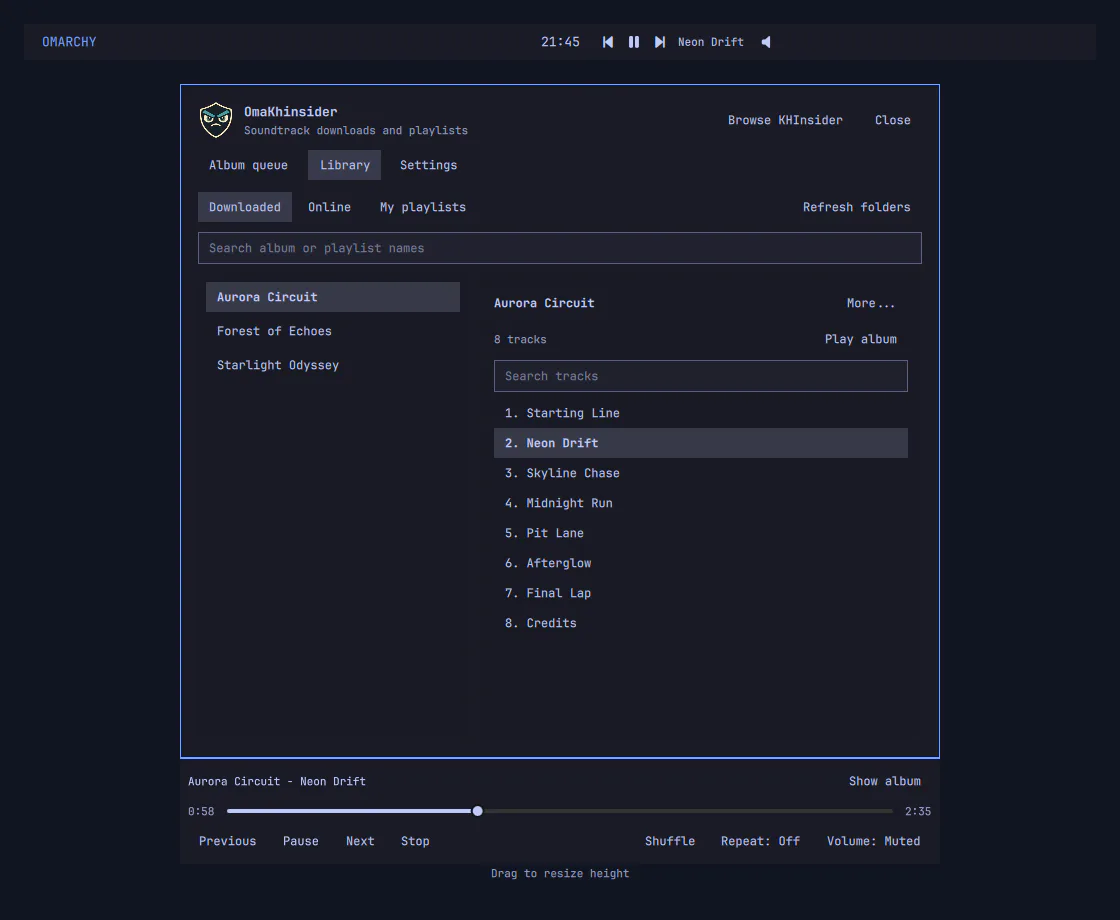 OMARCHY 21:45 Neon Drift
OmaKhinsider
Soundtrack downloads and playlists
Browse KHInsider Close
Album queue Library Settings
Downloaded Online My playlists Refresh folders
Search album or playlist names
Aurora Circuit
Forest of Echoes
Starlight Odyssey
Aurora Circuit More...
8 tracks Play album
Search tracks
1. Starting Line
2. Neon Drift
3. Skyline Chase
4. Midnight Run
5. Pit Lane
6. Afterglow
7. Final Lap
8. Credits
Aurora Circuit - Neon Drift Show album
0:58 2:35
Previous Pause Next Stop Shuffle Repeat: Off Volume: Muted
Drag to resize height